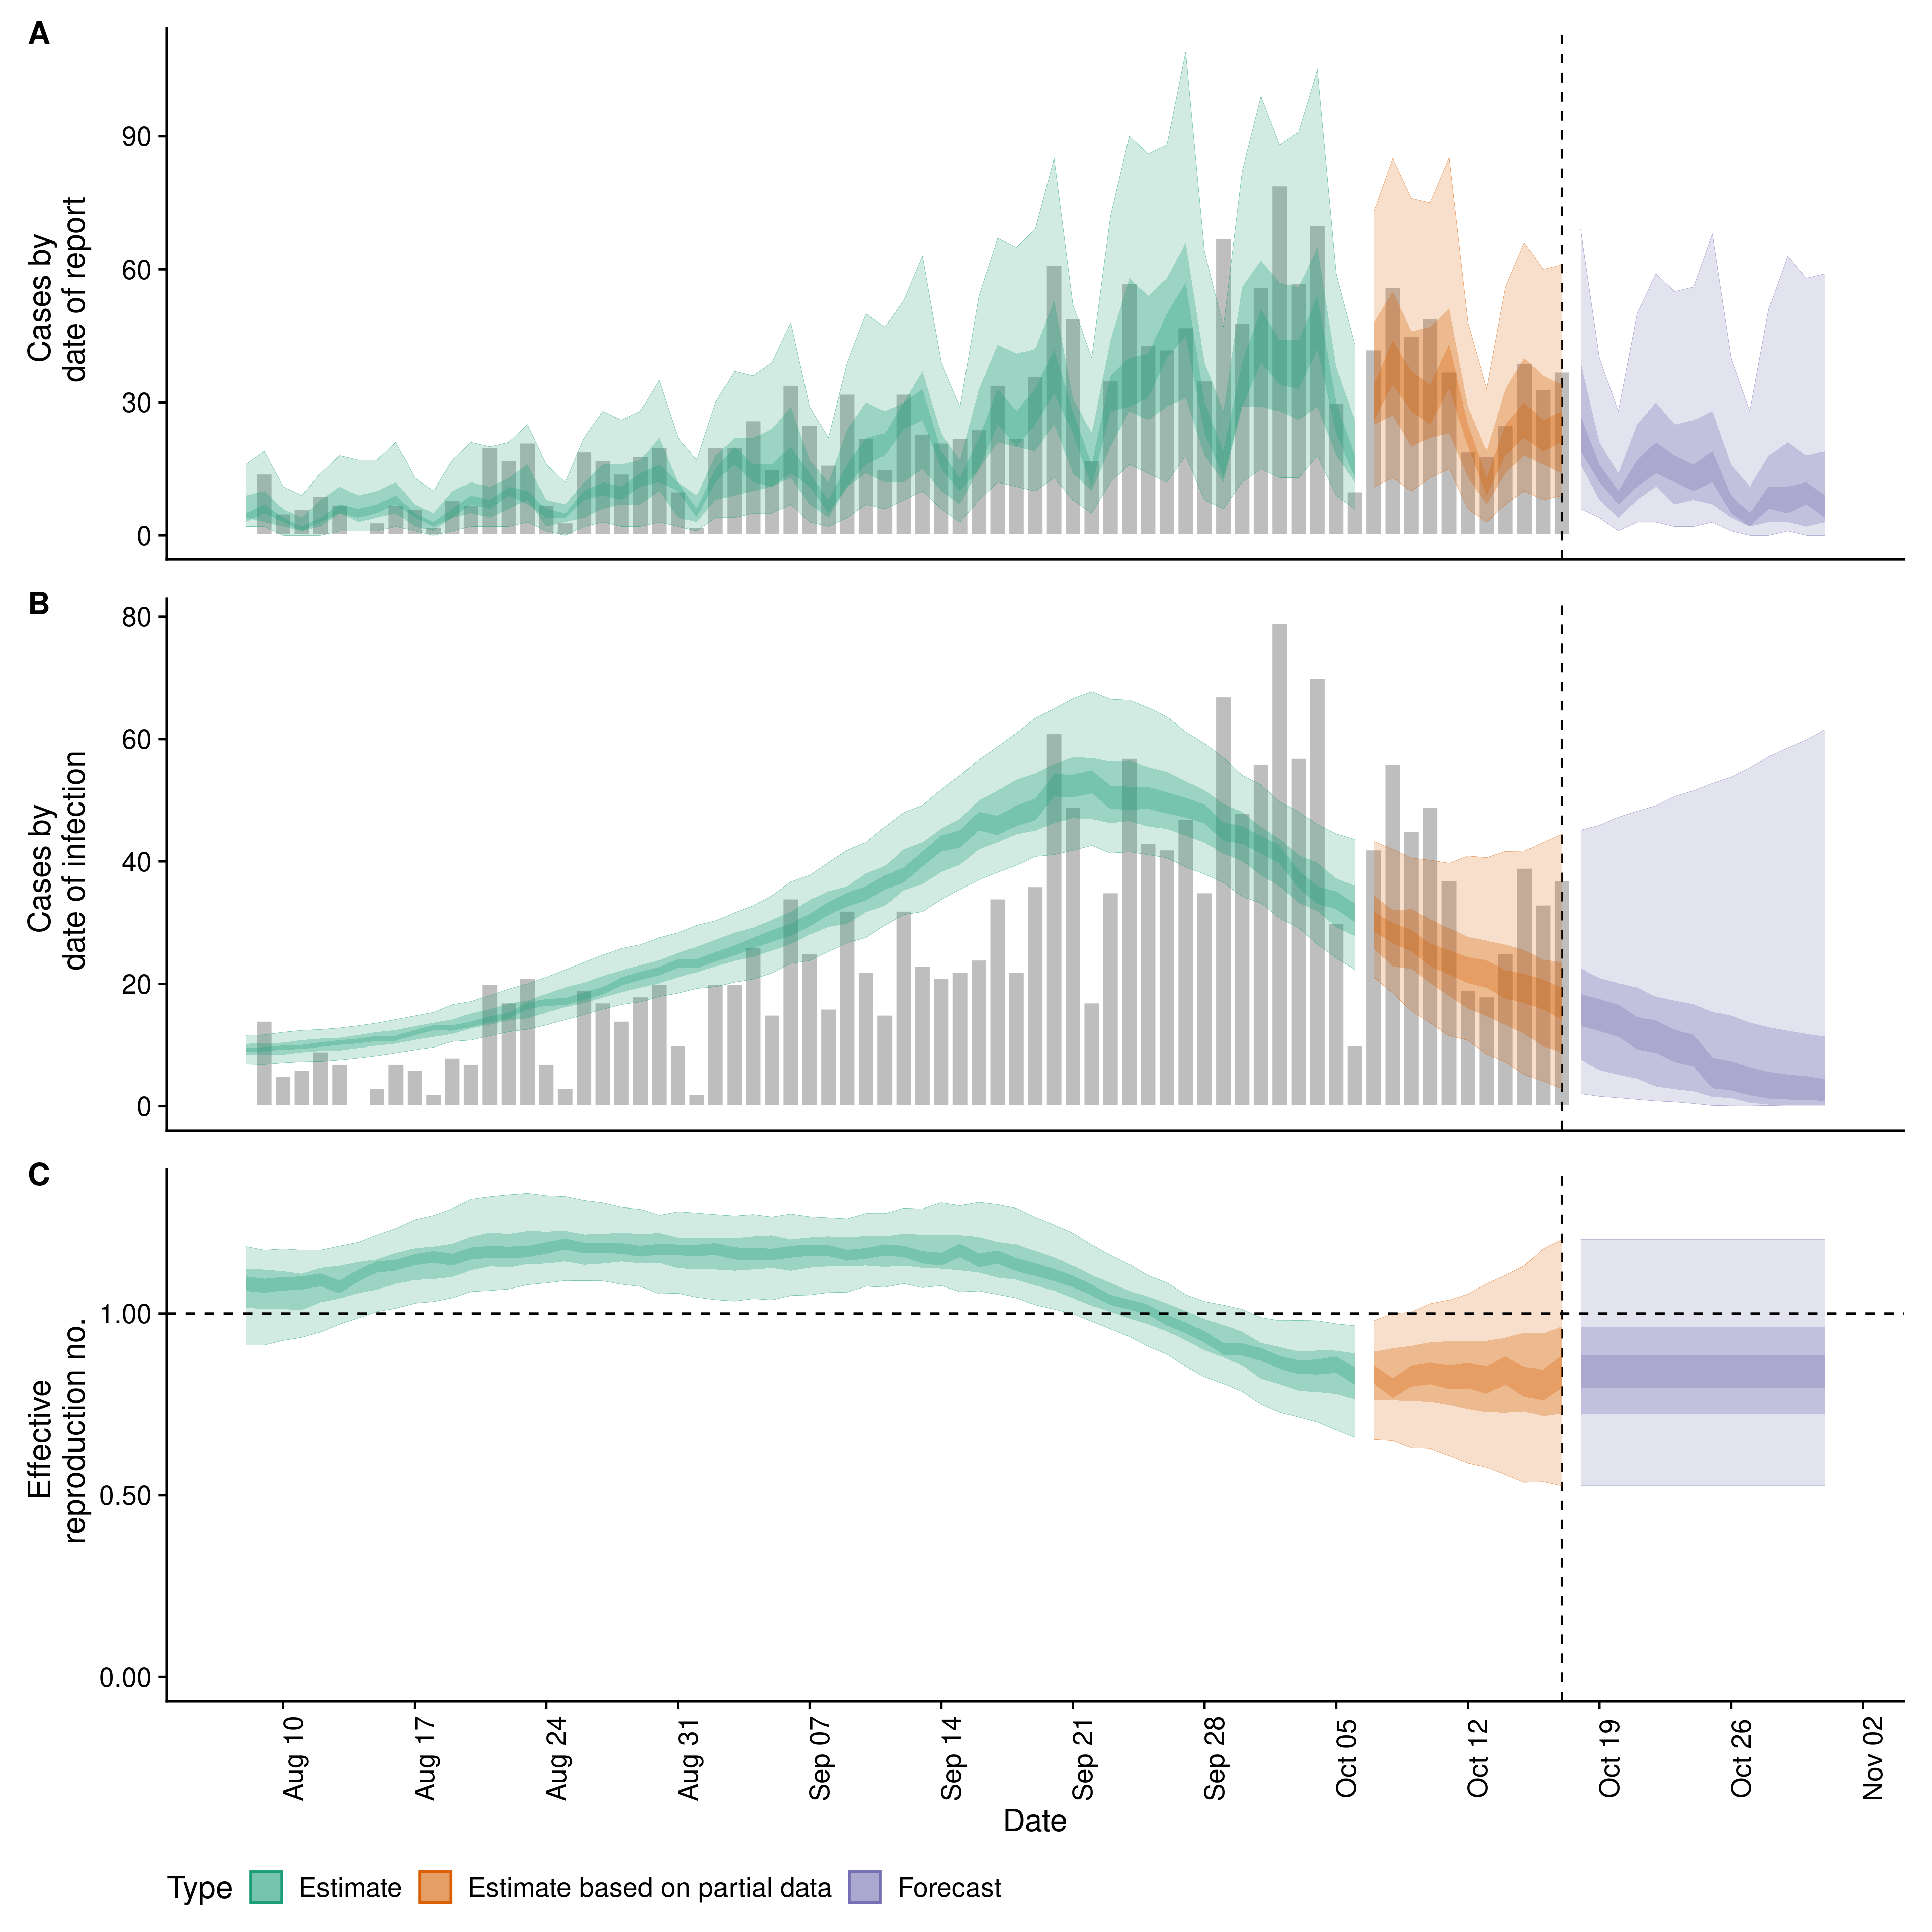 A
Cases by
date of report
90
60
30
0
B
Cases by
date of infection
80
60
40
20
0
C
Effective
reproduction no.
1.00
0.50
0.00
Aug 10
Aug 17
Aug 24
Aug 31
Sep 07
Sep 14
Sep 21
Sep 28
Oct 05
Oct 12
Oct 19
Oct 26
Nov 02
Date
Type Estimate Estimate based on partial data Forecast